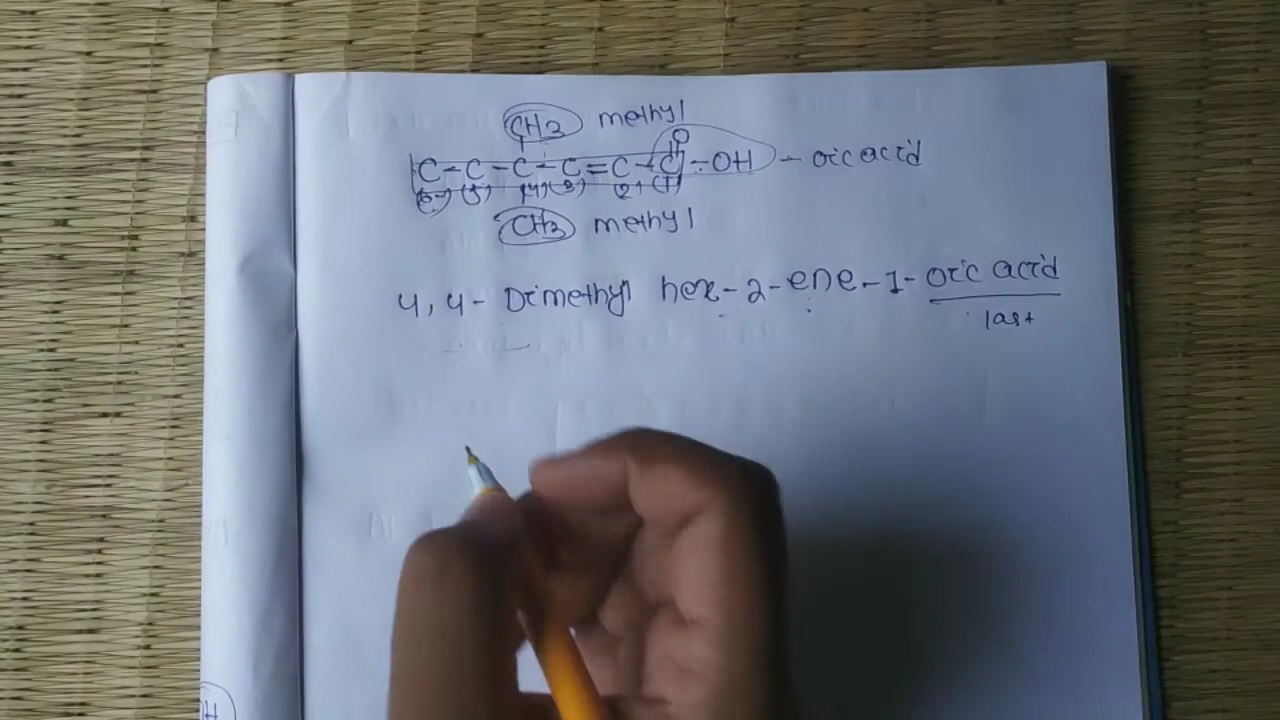 CH3 methyl
O
C-C-C-C=C-C-OH - oic acid
(6) (5) (4) (3) (2) (1)
CH3 methyl
4,4- Dimethyl hex-2-ene-1-oic acid
last
H